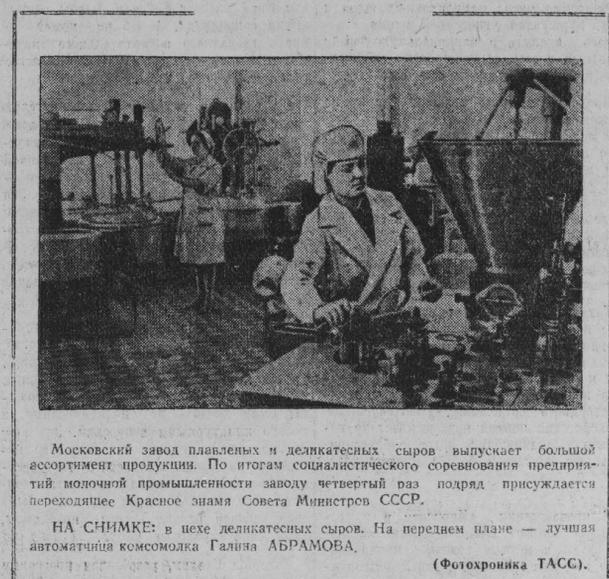 Московский завод плавленых и деликатесных сыров выпускает большой
ассортимент продукции. По итогам социалистического соревнования предприя-
тий молочной промышленности заводу четвертый раз подряд присуждается
переходящее Красное знамя Совета Министров СССР.
НА СНИМКЕ: в цехе деликатесных сыров. На переднем плане — лучшая
автоматчица комсомолка Галина АБРАМОВА.
(Фотохроника ТАСС).